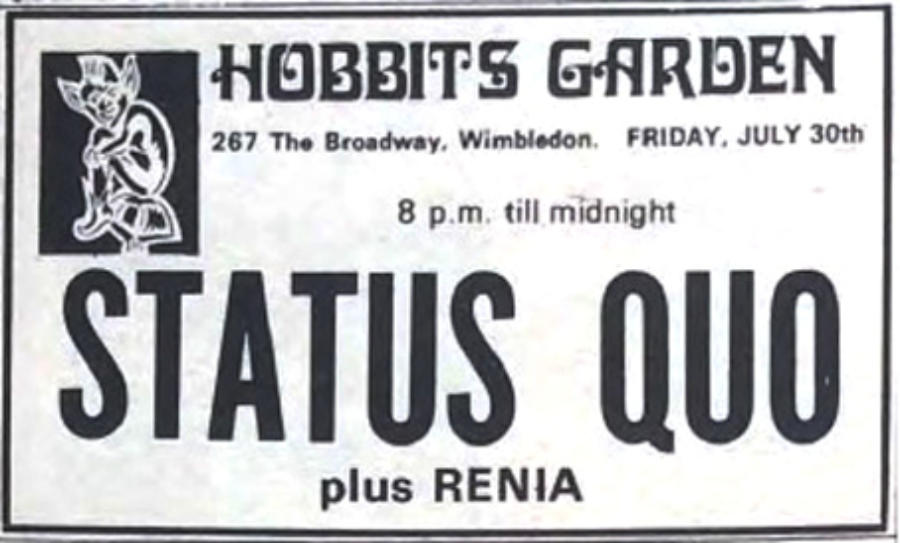 HOBBITS GARDEN
267 The Broadway, Wimbledon. FRIDAY, JULY 30th
8 p.m. till midnight
STATUS QUO
plus RENIA